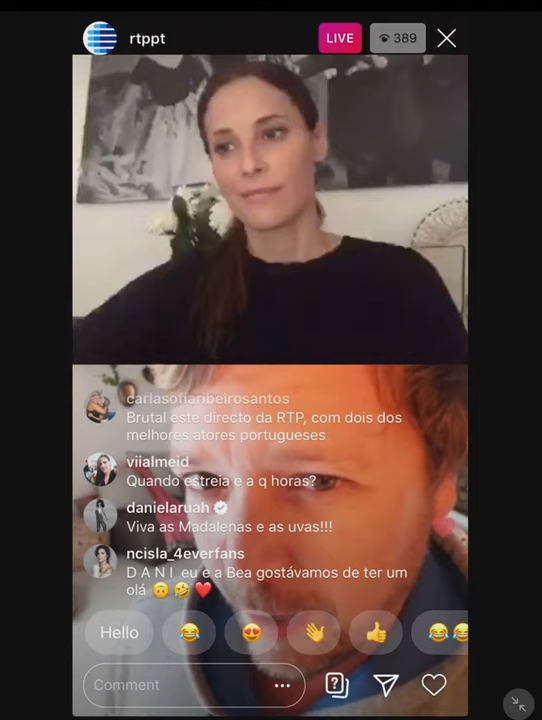 rtppt
LIVE
389
carlasofiaribeirosantos
Brutal este directo da RTP, com dois dos
melhores atores portugueses
viialmeid
Quando estreia e a q horas?
danielaruah
Viva as Madalenas e as uvas!!!
ncisla_4everfans
D A N I eu e a Bea gostávamos de ter um
olá 🙃🤣❤️
Hello 😂 😍 👋 👍 😂😂
Comment